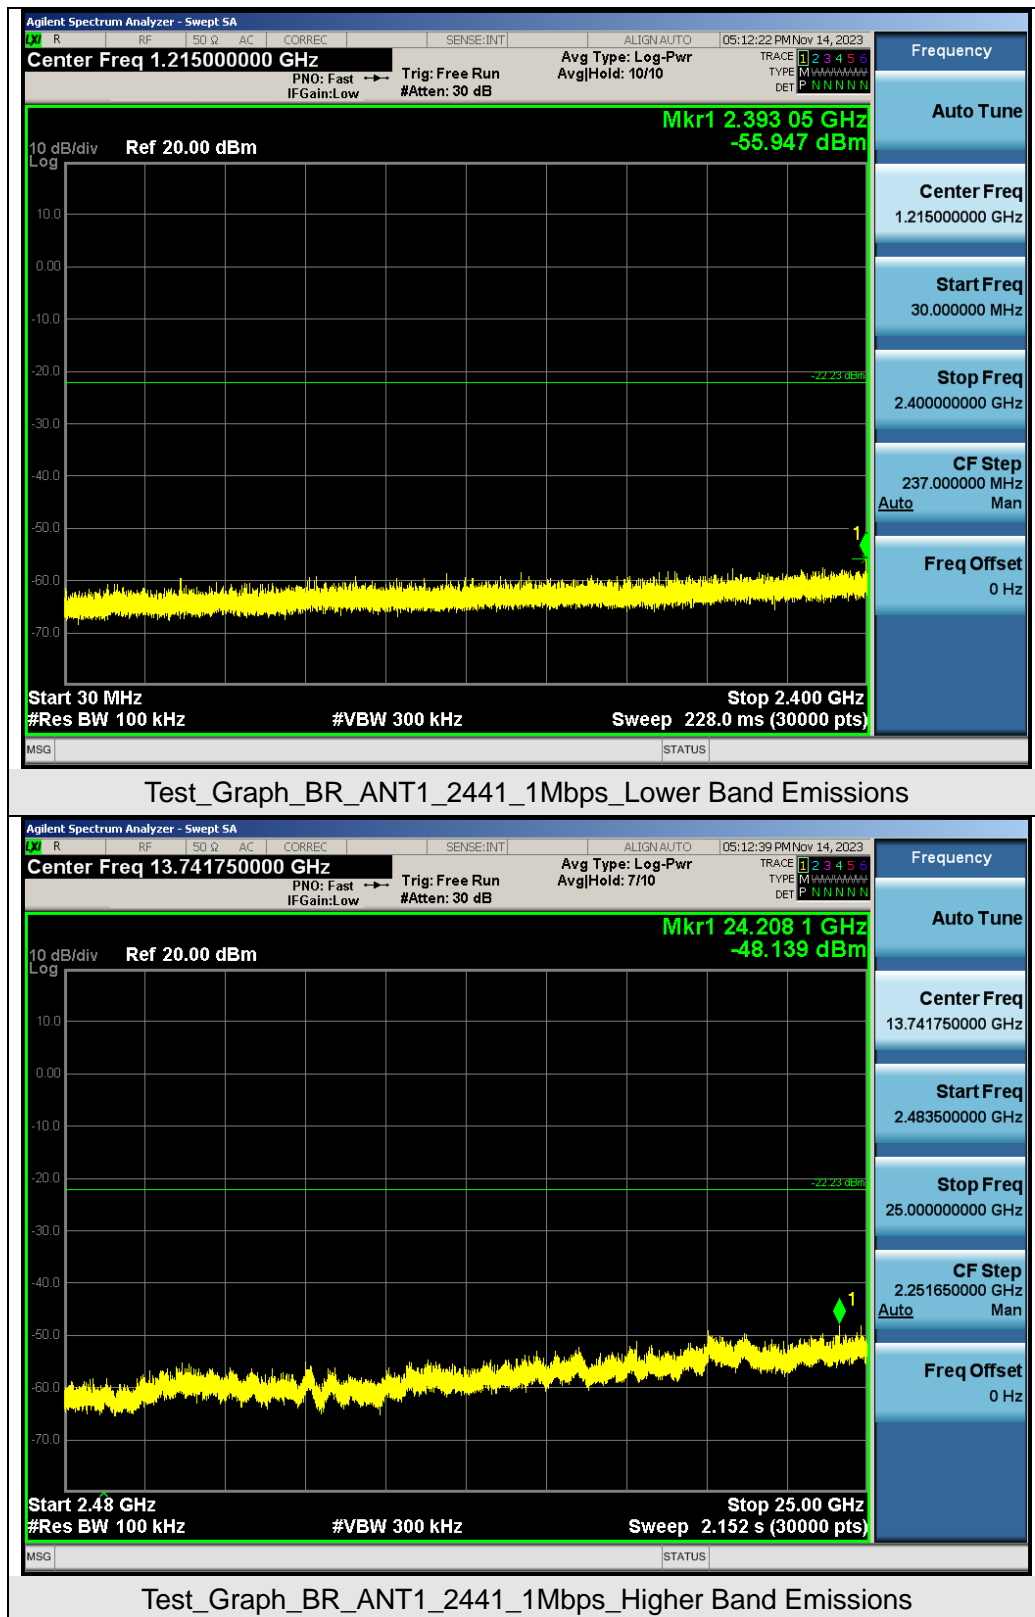 Agilent Spectrum Analyzer - Swept SA
LXI R RF 50 Ω AC CORREC SENSE:INT ALIGN AUTO 05:12:22 PM Nov 14, 2023
Center Freq 1.215000000 GHz
PNO: Fast
IFGain:Low
Trig: Free Run
#Atten: 30 dB
Avg Type: Log-Pwr
Avg|Hold: 10/10
TRACE 1 2 3 4 5 6
TYPE M
DET P N N N N N
Mkr1 2.393 05 GHz
-55.947 dBm
10 dB/div Ref 20.00 dBm
Log
10.0
0.00
-10.0
-20.0
-22.23 dBm
-30.0
-40.0
-50.0
1
-60.0
-70.0
Start 30 MHz Stop 2.400 GHz
#Res BW 100 kHz #VBW 300 kHz Sweep 228.0 ms (30000 pts)
MSG STATUS
Frequency
Auto Tune
Center Freq
1.215000000 GHz
Start Freq
30.000000 MHz
Stop Freq
2.400000000 GHz
CF Step
237.000000 MHz
Auto Man
Freq Offset
0 Hz
Test_Graph_BR_ANT1_2441_1Mbps_Lower Band Emissions
Agilent Spectrum Analyzer - Swept SA
LXI R RF 50 Ω AC CORREC SENSE:INT ALIGN AUTO 05:12:39 PM Nov 14, 2023
Center Freq 13.741750000 GHz
PNO: Fast
IFGain:Low
Trig: Free Run
#Atten: 30 dB
Avg Type: Log-Pwr
Avg|Hold: 7/10
TRACE 1 2 3 4 5 6
TYPE M
DET P N N N N N
Mkr1 24.208 1 GHz
-48.139 dBm
10 dB/div Ref 20.00 dBm
Log
10.0
0.00
-10.0
-20.0
-22.23 dBm
-30.0
-40.0
1
-50.0
-60.0
-70.0
Start 2.48 GHz Stop 25.00 GHz
#Res BW 100 kHz #VBW 300 kHz Sweep 2.152 s (30000 pts)
MSG STATUS
Frequency
Auto Tune
Center Freq
13.741750000 GHz
Start Freq
2.483500000 GHz
Stop Freq
25.000000000 GHz
CF Step
2.251650000 GHz
Auto Man
Freq Offset
0 Hz
Test_Graph_BR_ANT1_2441_1Mbps_Higher Band Emissions